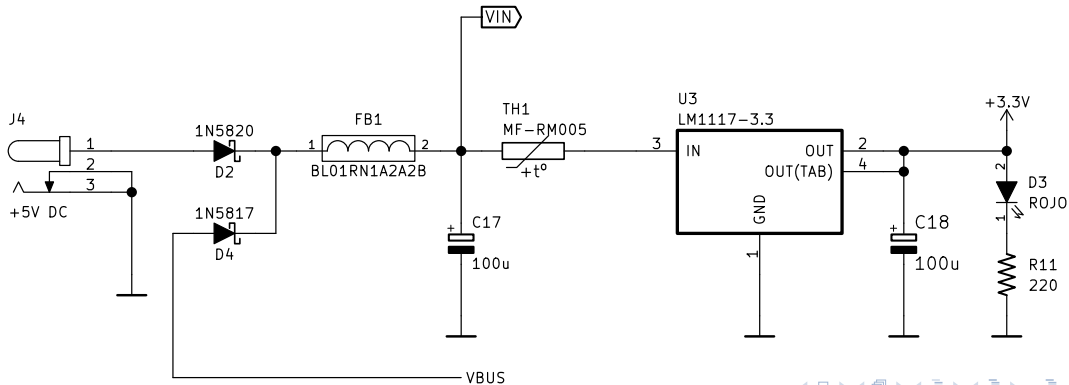 VIN
J4
1
2
3
+5V DC
1N5820
D2
1N5817
D4
FB1
1
2
BL01RN1A2A2B
TH1
MF-RM005
+t°
C17
+
100u
U3
LM1117-3.3
3
IN
OUT
2
OUT(TAB)
4
GND
1
C18
+
100u
+3.3V
2
D3
ROJO
1
R11
220
VBUS